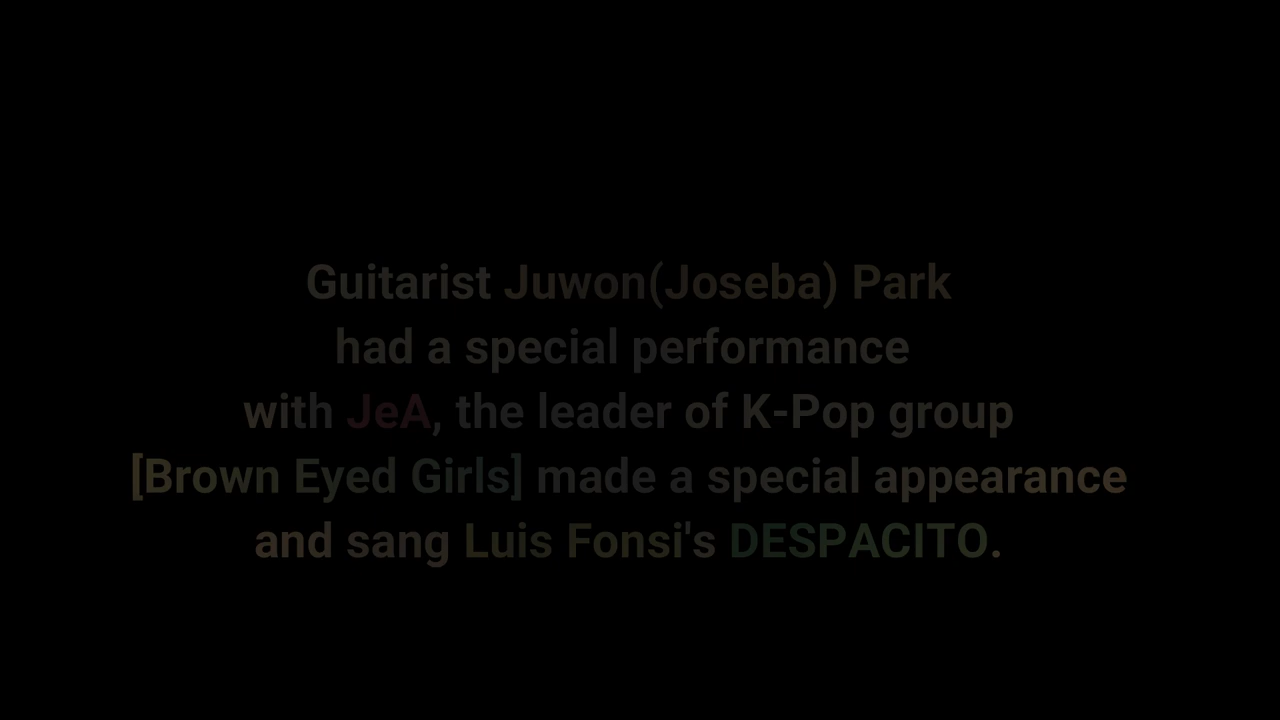 Guitarist Juwon(Joseba) Park
had a special performance
with JeA, the leader of K-Pop group
[Brown Eyed Girls] made a special appearance
and sang Luis Fonsi's DESPACITO.